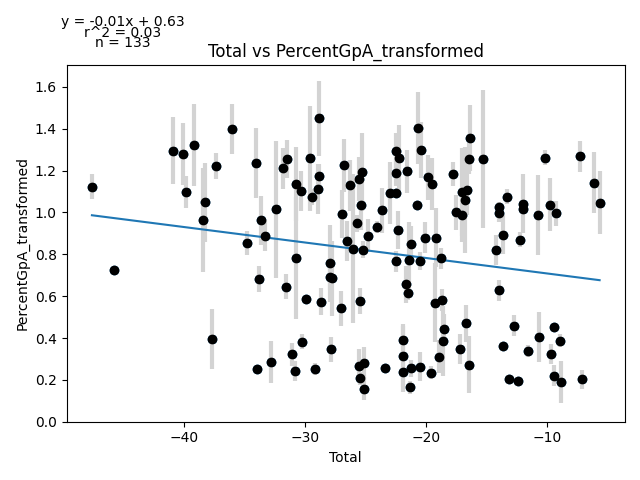 y = -0.01x + 0.63
r^2 = 0.03
n = 133
Total vs PercentGpA_transformed
PercentGpA_transformed
1.6
1.4
1.2
1.0
0.8
0.6
0.4
0.2
0.0
−40
−30
−20
−10
Total